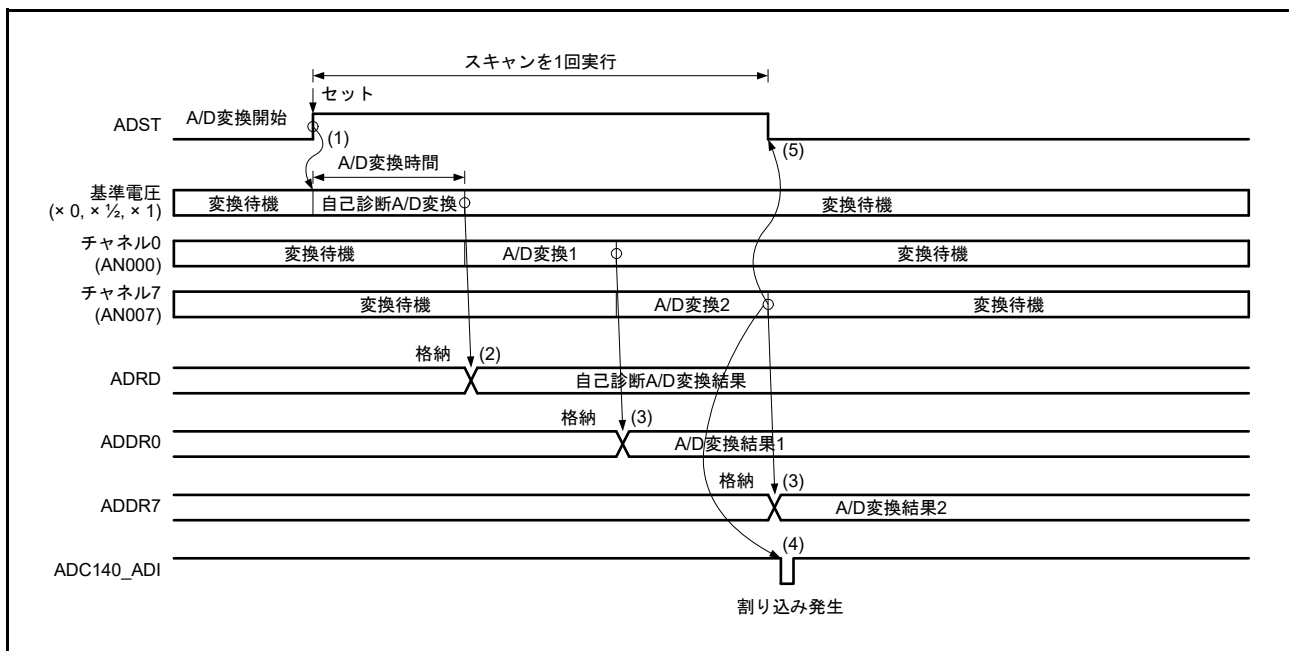 スキャンを1回実行
セット
ADST
A/D変換開始
(1)
(5)
A/D変換時間
基準電圧
(× 0, × ½, × 1)
変換待機
自己診断A/D変換
変換待機
チャネル0
(AN000)
変換待機
A/D変換1
変換待機
チャネル7
(AN007)
変換待機
A/D変換2
変換待機
格納
(2)
ADRD
自己診断A/D変換結果
格納
(3)
ADDR0
A/D変換結果1
格納
(3)
ADDR7
A/D変換結果2
(4)
ADC140_ADI
割り込み発生